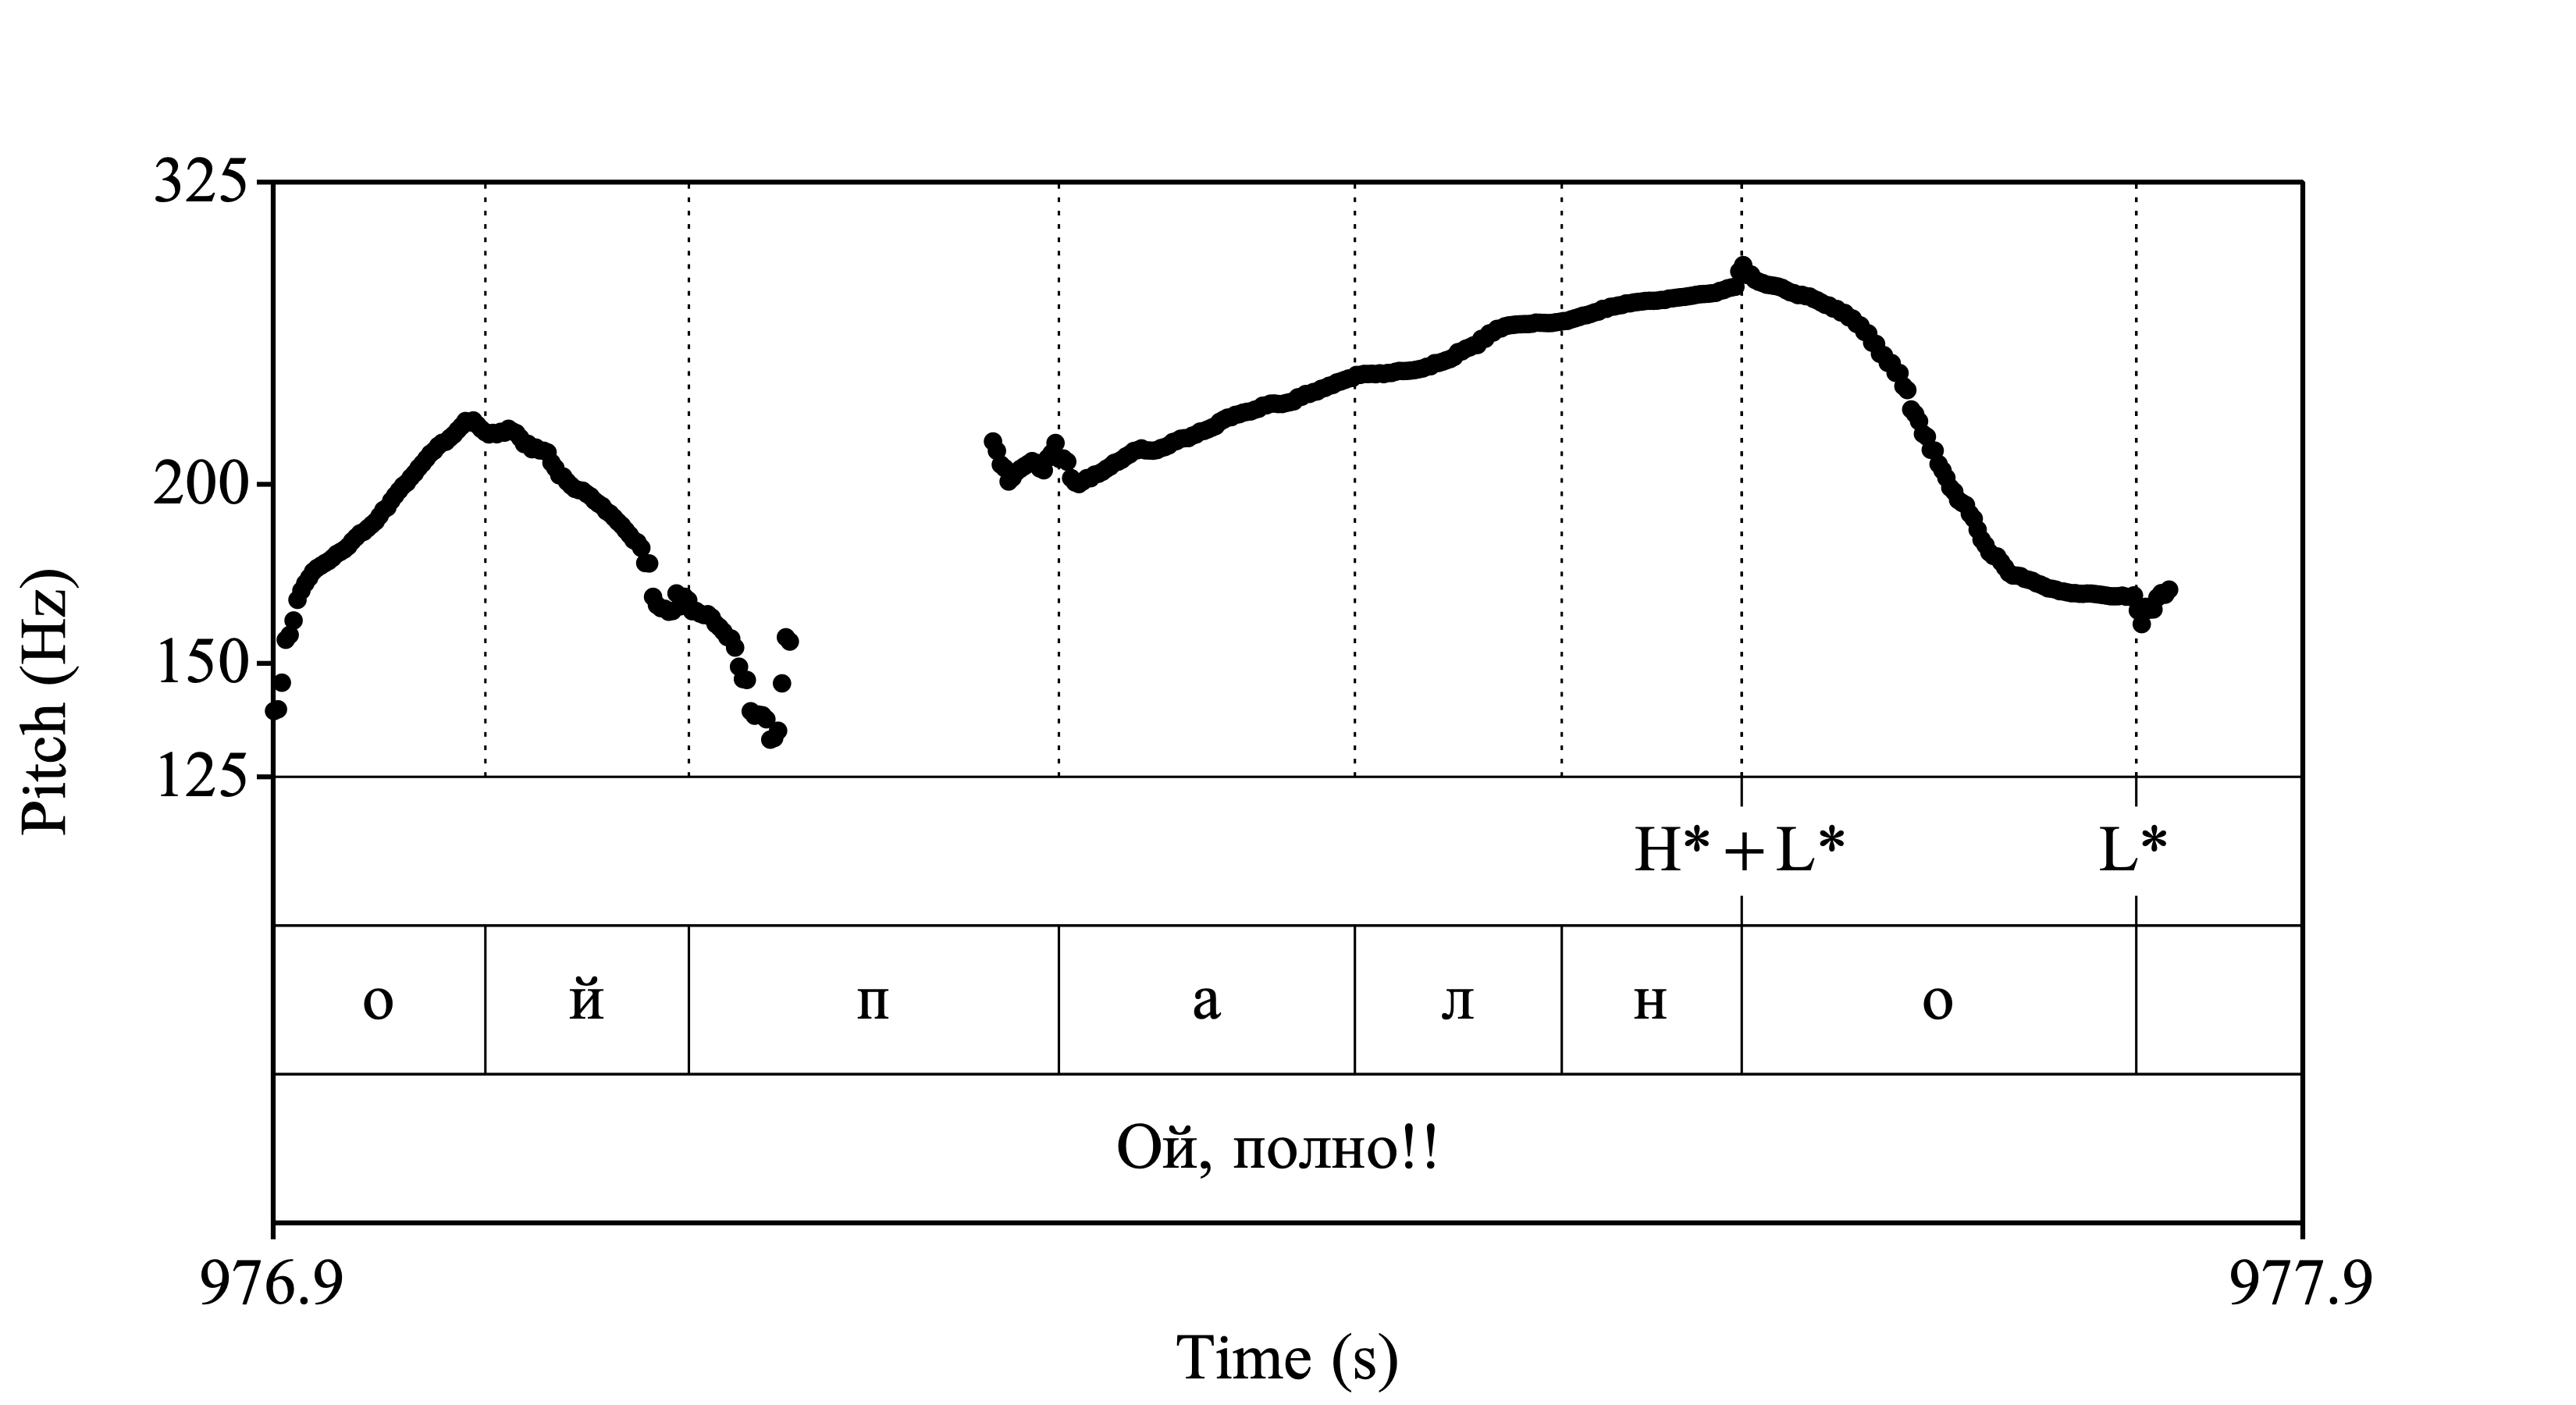 325
200
150
125
Pitch (Hz)
H*+L* L*
о й п а л н о
Ой, полно!!
976.9 977.9
Time (s)